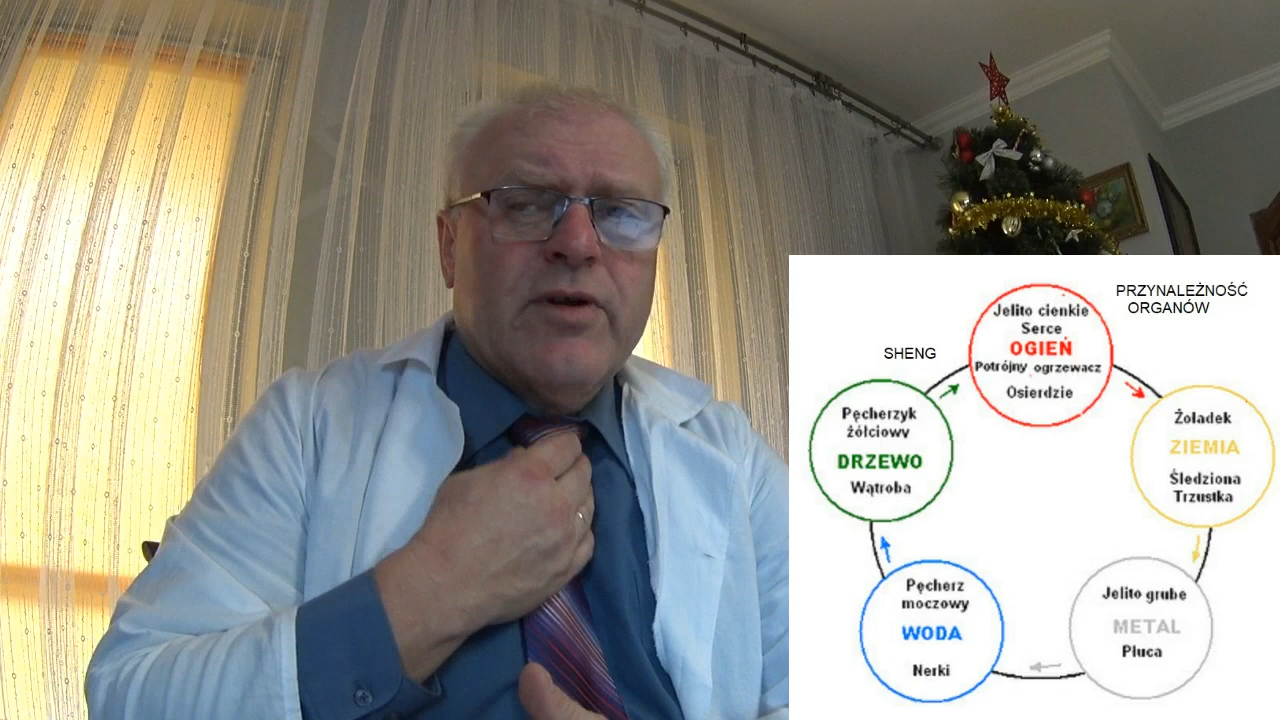 PRZYNALEŻNOŚĆ
ORGANÓW
SHENG
Jelito cienkie
Serce
OGIEŃ
Potrójny ogrzewacz
Osierdzie
Żoladek
ZIEMIA
Śledziona
Trzustka
Jelito grube
METAL
Płuca
Pęcherz
moczowy
WODA
Nerki
Pęcherzyk
żółciowy
DRZEWO
Wątroba